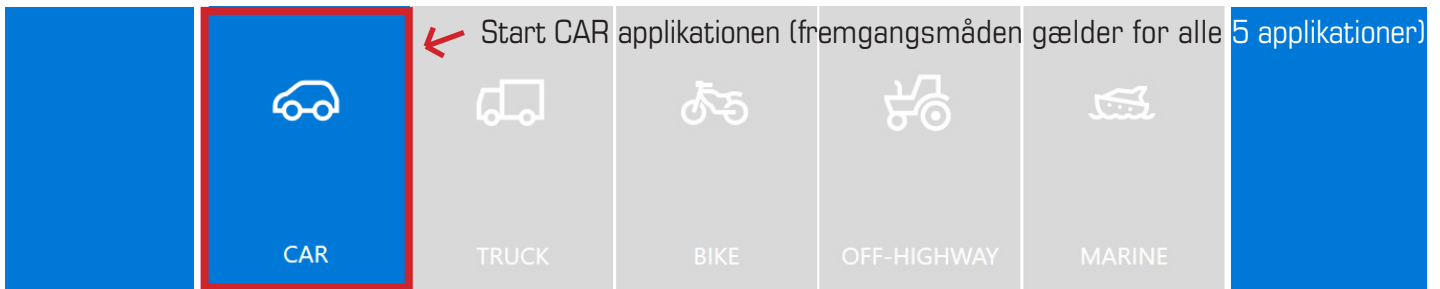 Start CAR applikationen (fremgangsmåden gælder for alle 5 applikationer)
CAR TRUCK BIKE OFF-HIGHWAY MARINE